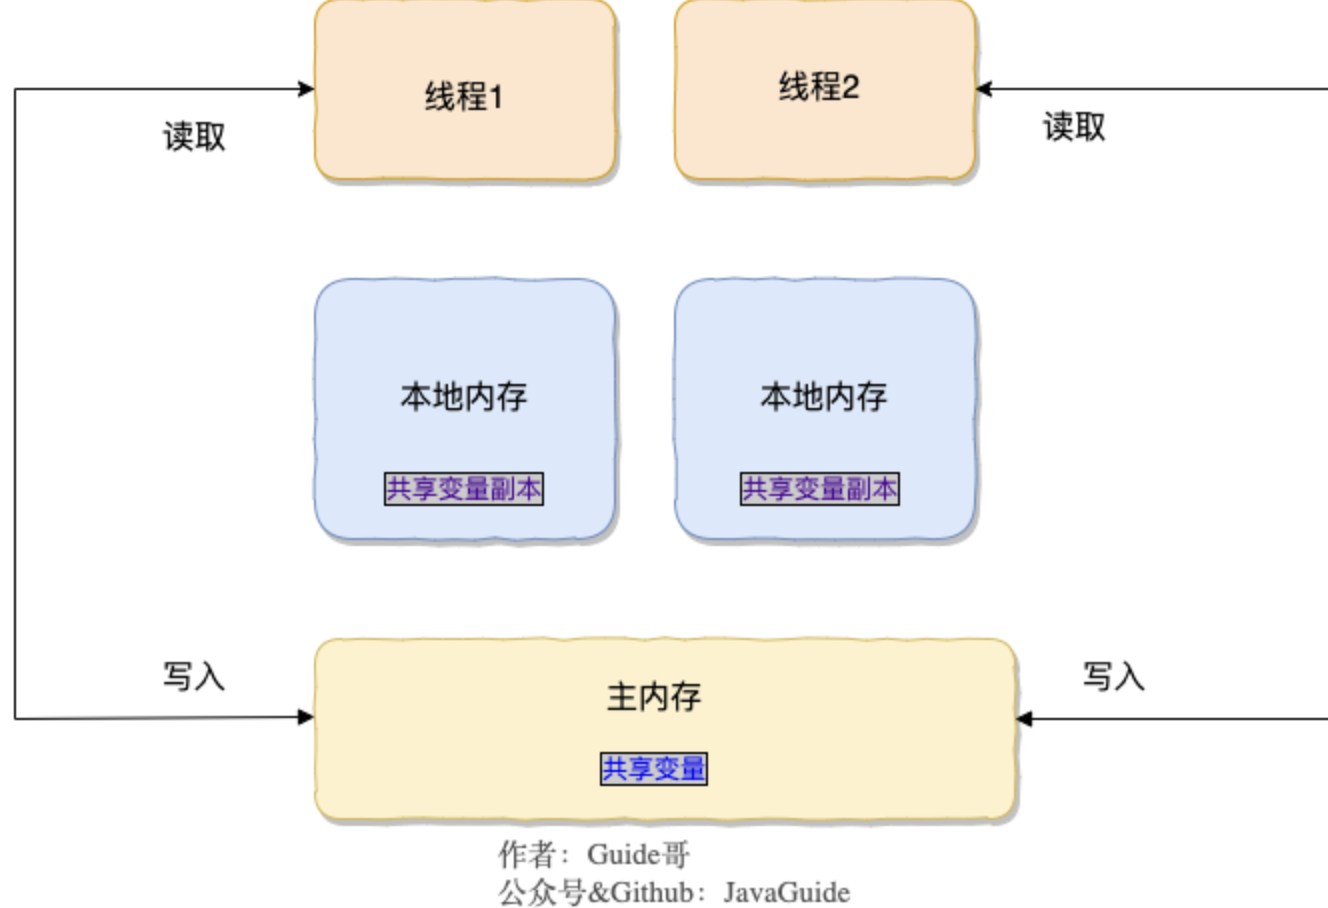 线程1
线程2
读取
读取
本地内存
本地内存
共享变量副本
共享变量副本
写入
主内存
写入
共享变量
作者：Guide哥
公众号&Github：JavaGuide